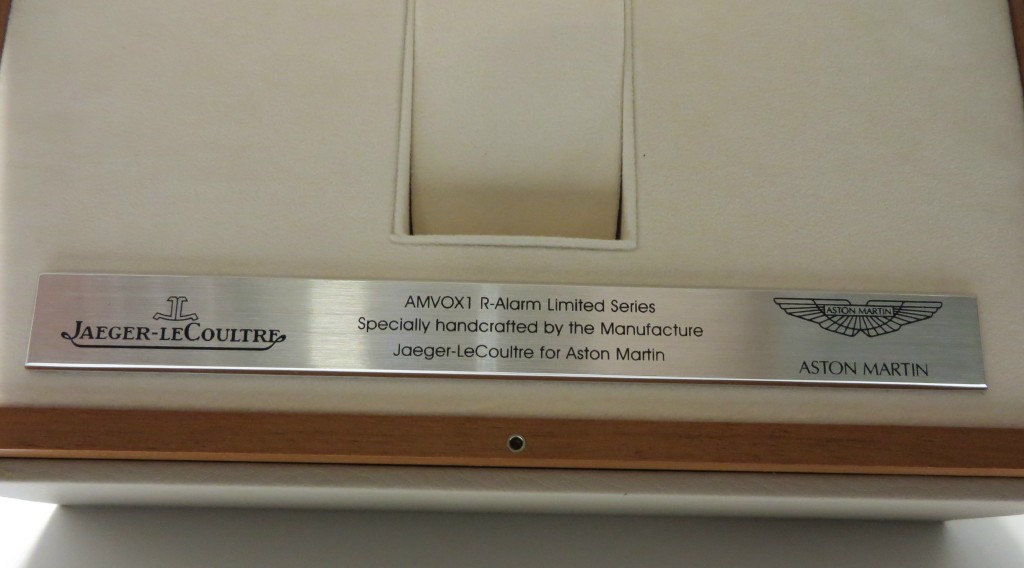 JAEGER-LECOULTRE
AMVOX1 R-Alarm Limited Series
Specially handcrafted by the Manufacture
Jaeger-LeCoultre for Aston Martin
ASTON MARTIN
ASTON MARTIN